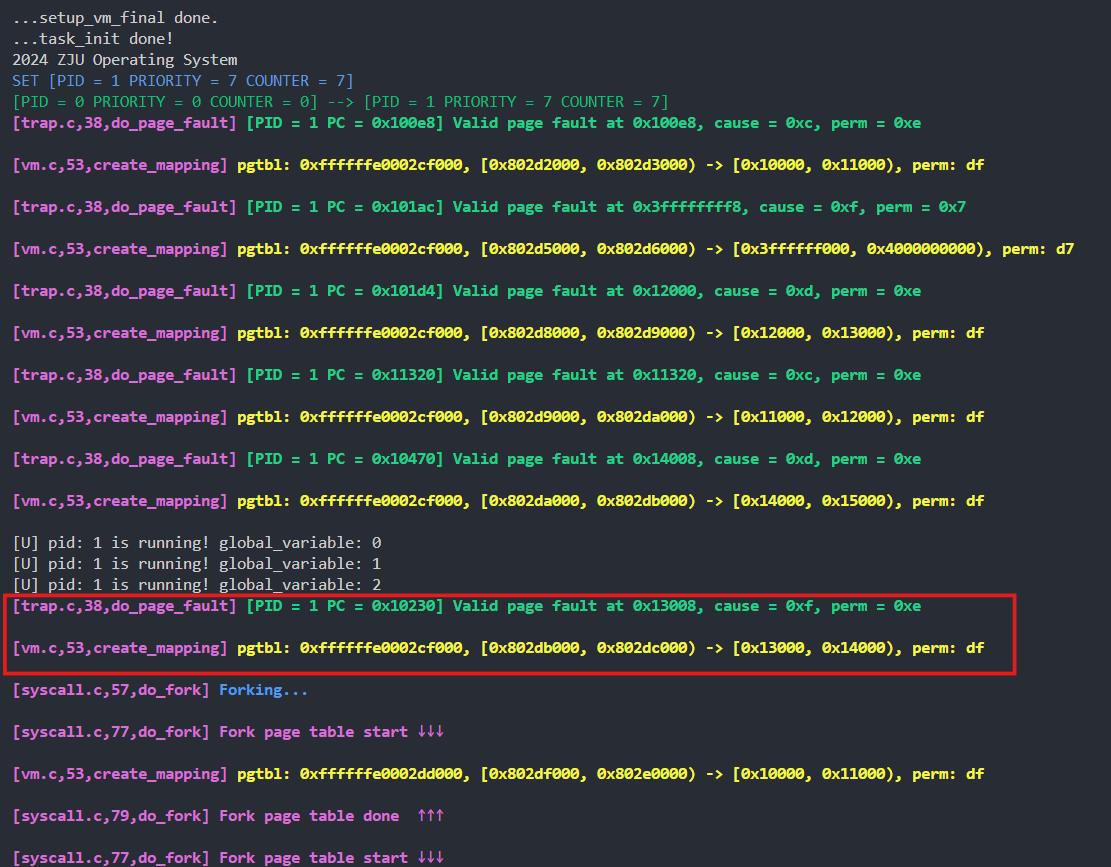 ...setup_vm_final done.
...task_init done!
2024 ZJU Operating System
SET [PID = 1 PRIORITY = 7 COUNTER = 7]
[PID = 0 PRIORITY = 0 COUNTER = 0] --> [PID = 1 PRIORITY = 7 COUNTER = 7]
[trap.c,38,do_page_fault] [PID = 1 PC = 0x100e8] Valid page fault at 0x100e8, cause = 0xc, perm = 0xe
[vm.c,53,create_mapping] pgtbl: 0xffffffe0002cf000, [0x802d2000, 0x802d3000) -> [0x10000, 0x11000), perm: df
[trap.c,38,do_page_fault] [PID = 1 PC = 0x101ac] Valid page fault at 0x3ffffffff8, cause = 0xf, perm = 0x7
[vm.c,53,create_mapping] pgtbl: 0xffffffe0002cf000, [0x802d5000, 0x802d6000) -> [0x3ffffff000, 0x4000000000), perm: d7
[trap.c,38,do_page_fault] [PID = 1 PC = 0x101d4] Valid page fault at 0x12000, cause = 0xd, perm = 0xe
[vm.c,53,create_mapping] pgtbl: 0xffffffe0002cf000, [0x802d8000, 0x802d9000) -> [0x12000, 0x13000), perm: df
[trap.c,38,do_page_fault] [PID = 1 PC = 0x11320] Valid page fault at 0x11320, cause = 0xc, perm = 0xe
[vm.c,53,create_mapping] pgtbl: 0xffffffe0002cf000, [0x802d9000, 0x802da000) -> [0x11000, 0x12000), perm: df
[trap.c,38,do_page_fault] [PID = 1 PC = 0x10470] Valid page fault at 0x14008, cause = 0xd, perm = 0xe
[vm.c,53,create_mapping] pgtbl: 0xffffffe0002cf000, [0x802da000, 0x802db000) -> [0x14000, 0x15000), perm: df
[U] pid: 1 is running! global_variable: 0
[U] pid: 1 is running! global_variable: 1
[U] pid: 1 is running! global_variable: 2
[trap.c,38,do_page_fault] [PID = 1 PC = 0x10230] Valid page fault at 0x13008, cause = 0xf, perm = 0xe
[vm.c,53,create_mapping] pgtbl: 0xffffffe0002cf000, [0x802db000, 0x802dc000) -> [0x13000, 0x14000), perm: df
[syscall.c,57,do_fork] Forking...
[syscall.c,77,do_fork] Fork page table start ↓↓↓
[vm.c,53,create_mapping] pgtbl: 0xffffffe0002dd000, [0x802df000, 0x802e0000) -> [0x10000, 0x11000), perm: df
[syscall.c,79,do_fork] Fork page table done ↑↑↑
[syscall.c,77,do_fork] Fork page table start ↓↓↓